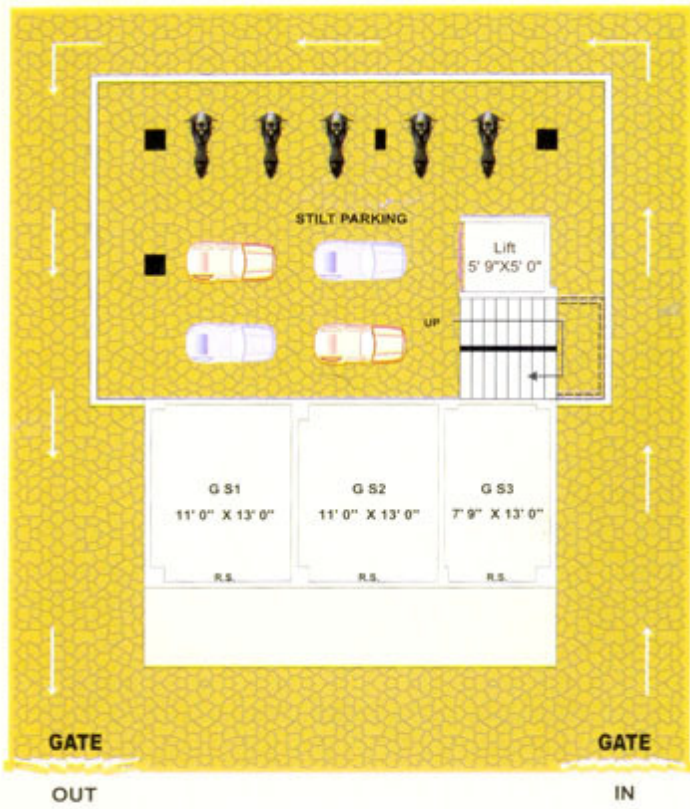 STILT PARKING
Lift
5' 9"X5' 0"
UP
G S1
11' 0" X 13' 0"
G S2
11' 0" X 13' 0"
G S3
7' 9" X 13' 0"
R.S.
R.S.
R.S.
GATE
GATE
OUT
IN